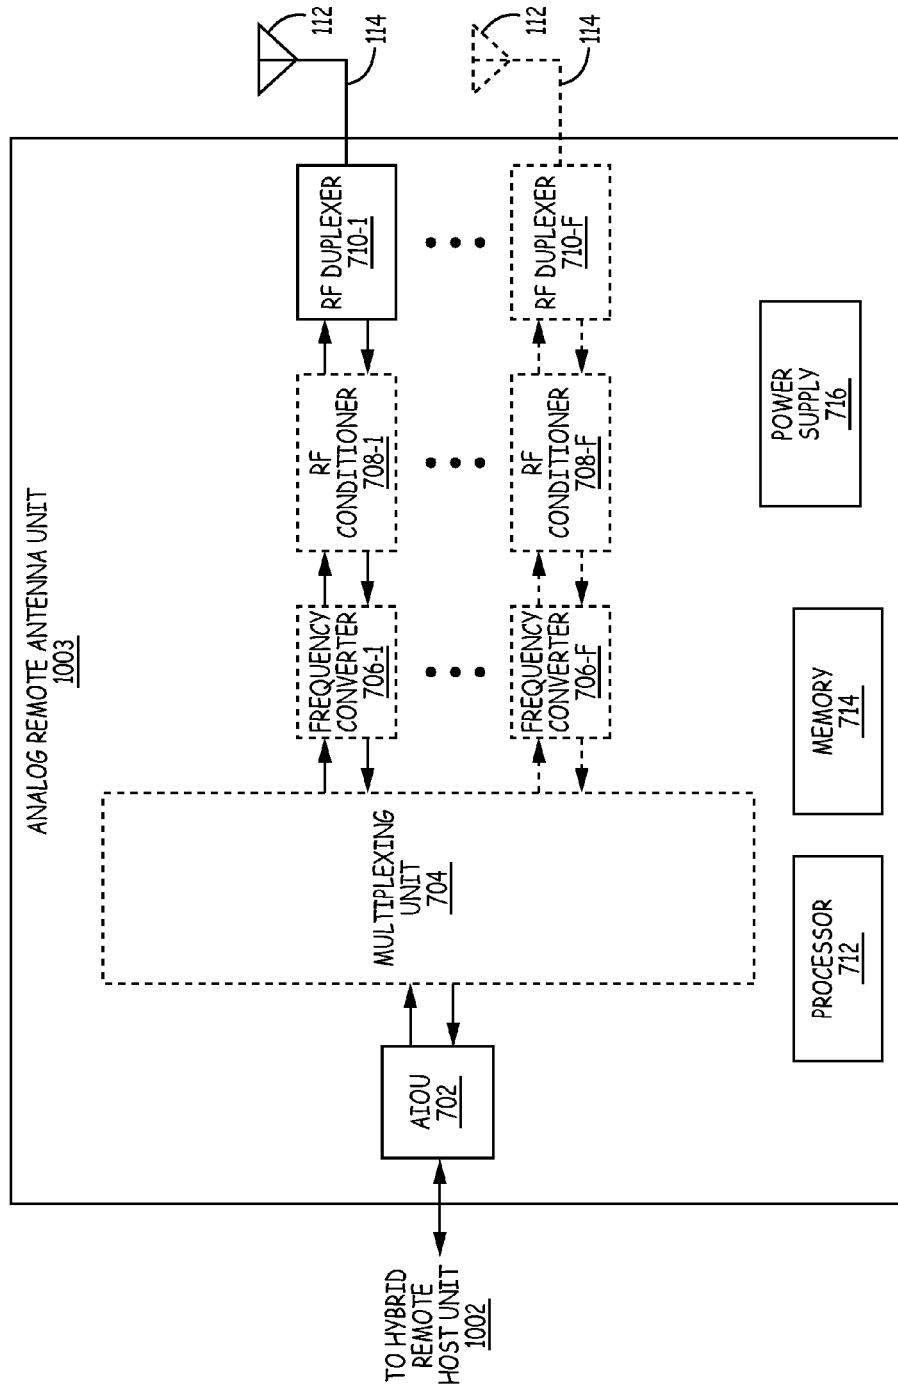 ANALOG REMOTE ANTENNA UNIT
1003
112
114
RF DUPLEXER
710-1
RF
CONDITIONER
708-1
FREQUENCY
CONVERTER
706-1
112
114
RF DUPLEXER
710-F
RF
CONDITIONER
708-F
FREQUENCY
CONVERTER
706-F
MULTIPLEXING
UNIT
704
AIOU
702
TO HYBRID
REMOTE
HOST UNIT
1002
PROCESSOR
712
MEMORY
714
POWER
SUPPLY
716